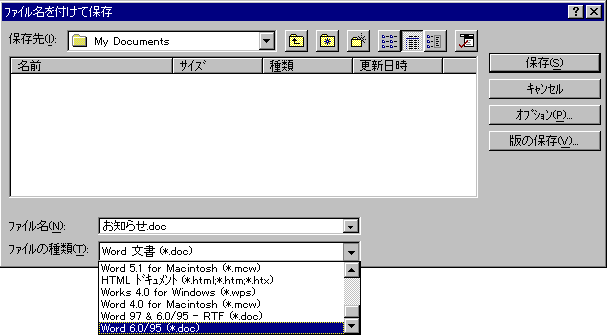 ファイル名を付けて保存
保存先(I):
My Documents
名前 サイズ 種類 更新日時
保存(S)
キャンセル
オプション(P)...
版の保存(V)...
ファイル名(N):
お知らせ.doc
ファイルの種類(T):
Word 文書 (*.doc)
Word 5.1 for Macintosh (*.mcw)
HTML ドキュメント (*.html;*.htm;*.htx)
Works 4.0 for Windows (*.wps)
Word 4.0 for Macintosh (*.mcw)
Word 97 & 6.0/95 - RTF (*.doc)
Word 6.0/95 (*.doc)